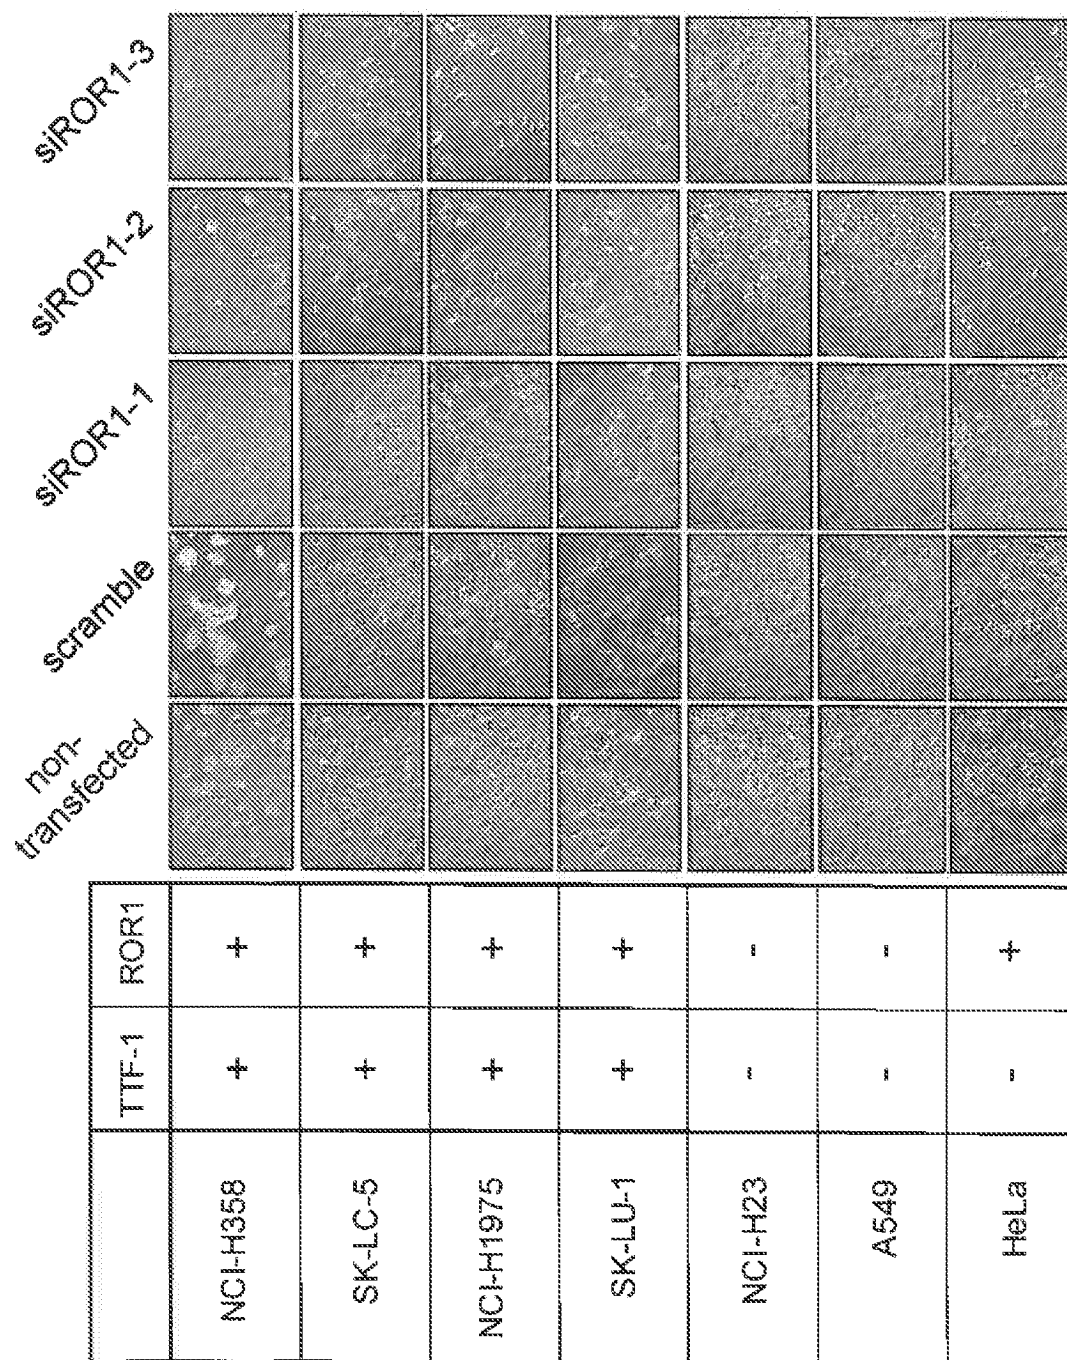 siROR1-3
siROR1-2
siROR1-1
scramble
non-
transfected
ROR1 + + + + - - +
TTF-1 + + + + - - -
NCI-H358
SK-LC-5
NCI-H1975
SK-LU-1
NCI-H23
A549
HeLa